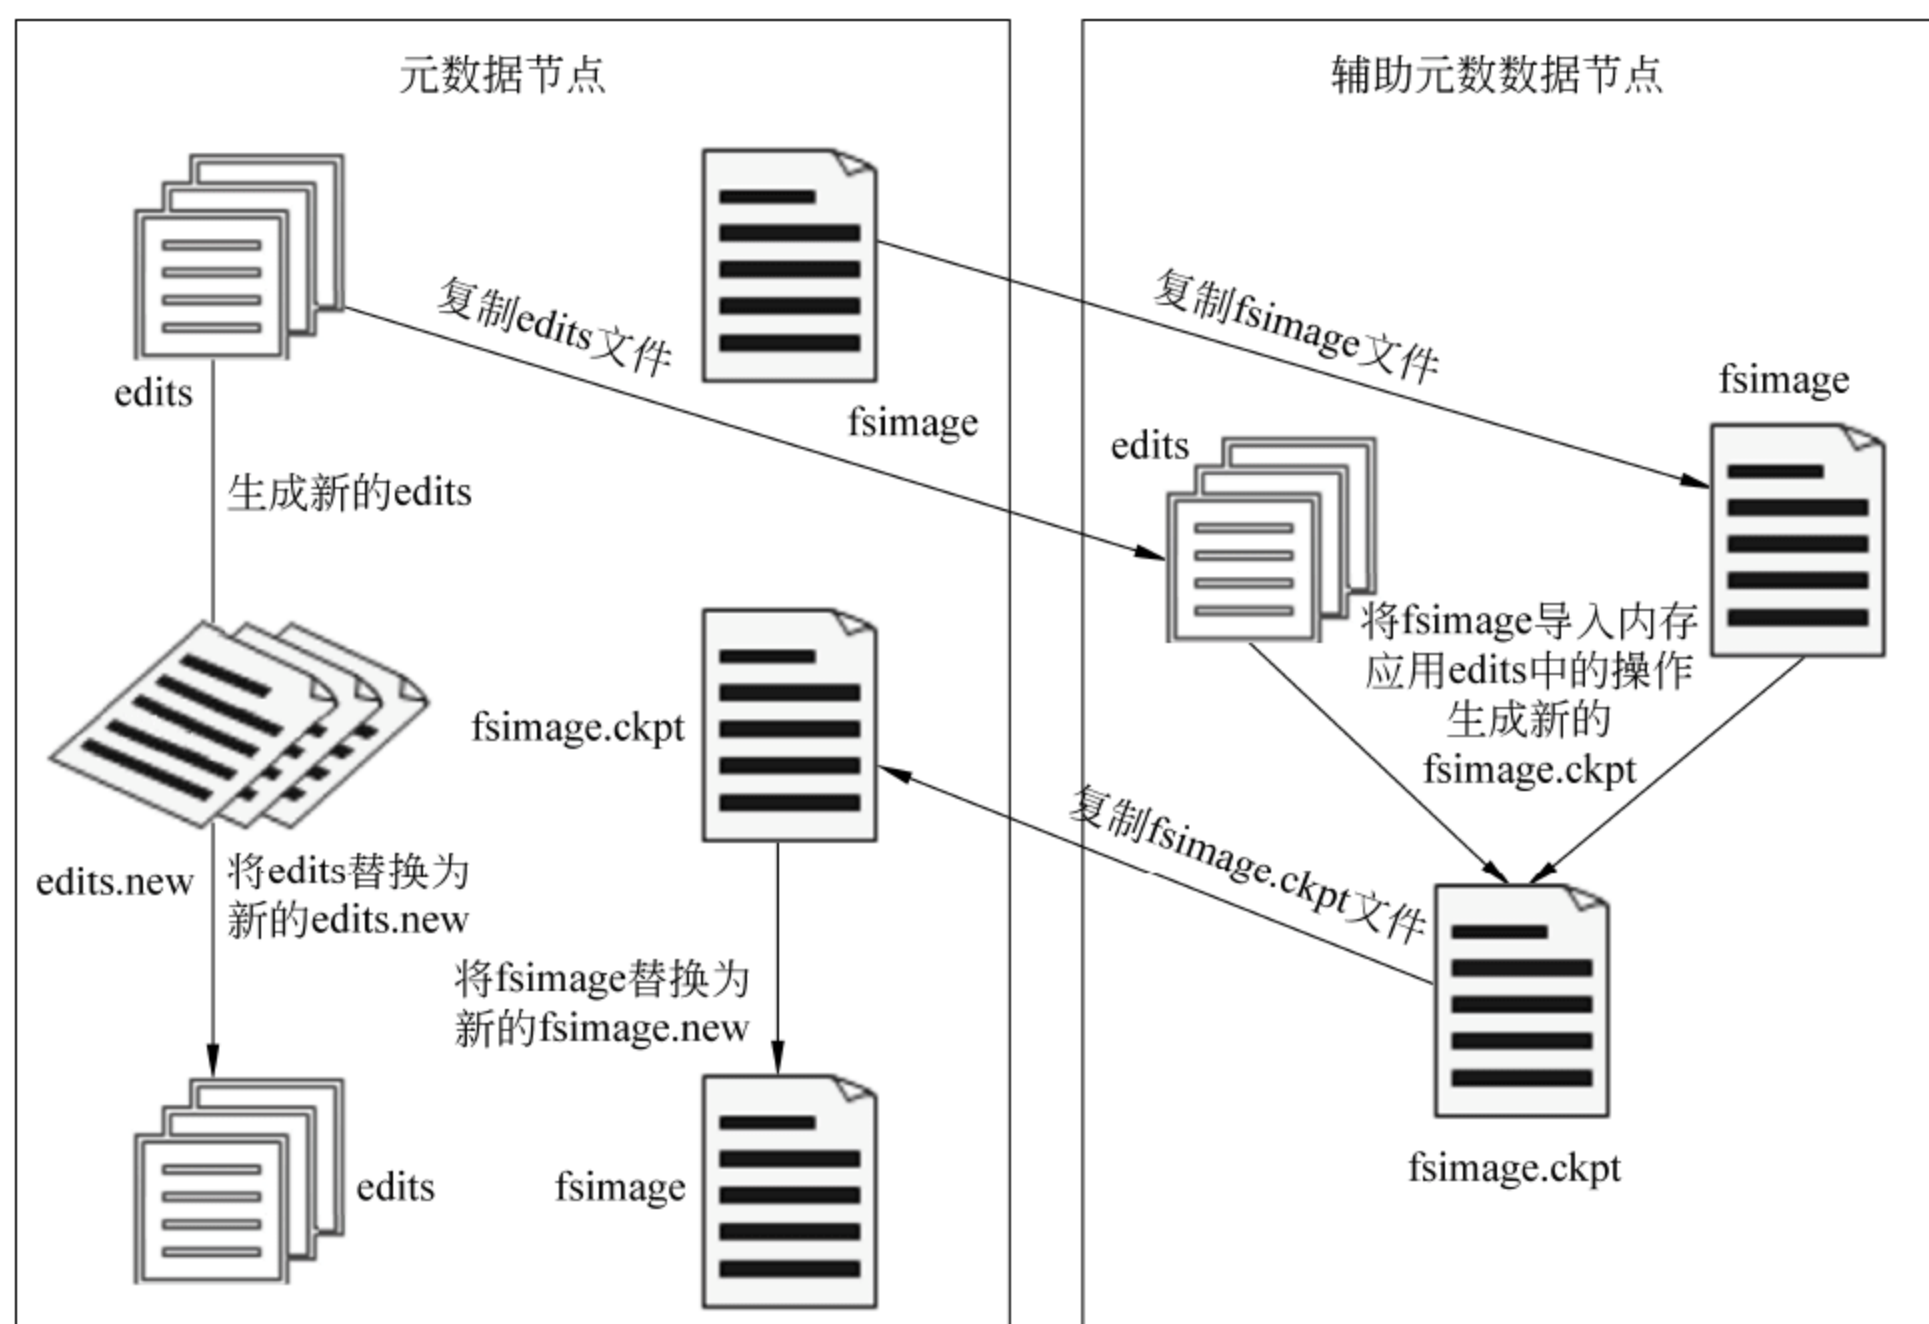 元数据节点
辅助元数数据节点
复制edits文件
复制fsimage文件
edits
fsimage
fsimage
edits
生成新的edits
将fsimage导入内存
应用edits中的操作
生成新的
fsimage.ckpt
fsimage.ckpt
复制fsimage.ckpt文件
edits.new
将edits替换为
新的edits.new
将fsimage替换为
新的fsimage.new
edits
fsimage
fsimage.ckpt